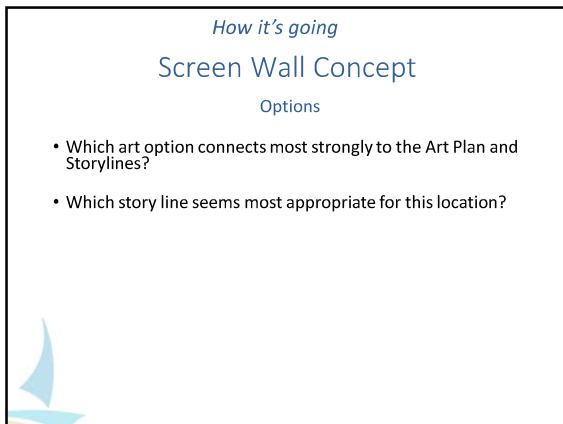 How it's going
Screen Wall Concept
Options
• Which art option connects most strongly to the Art Plan and
Storylines?
• Which story line seems most appropriate for this location?